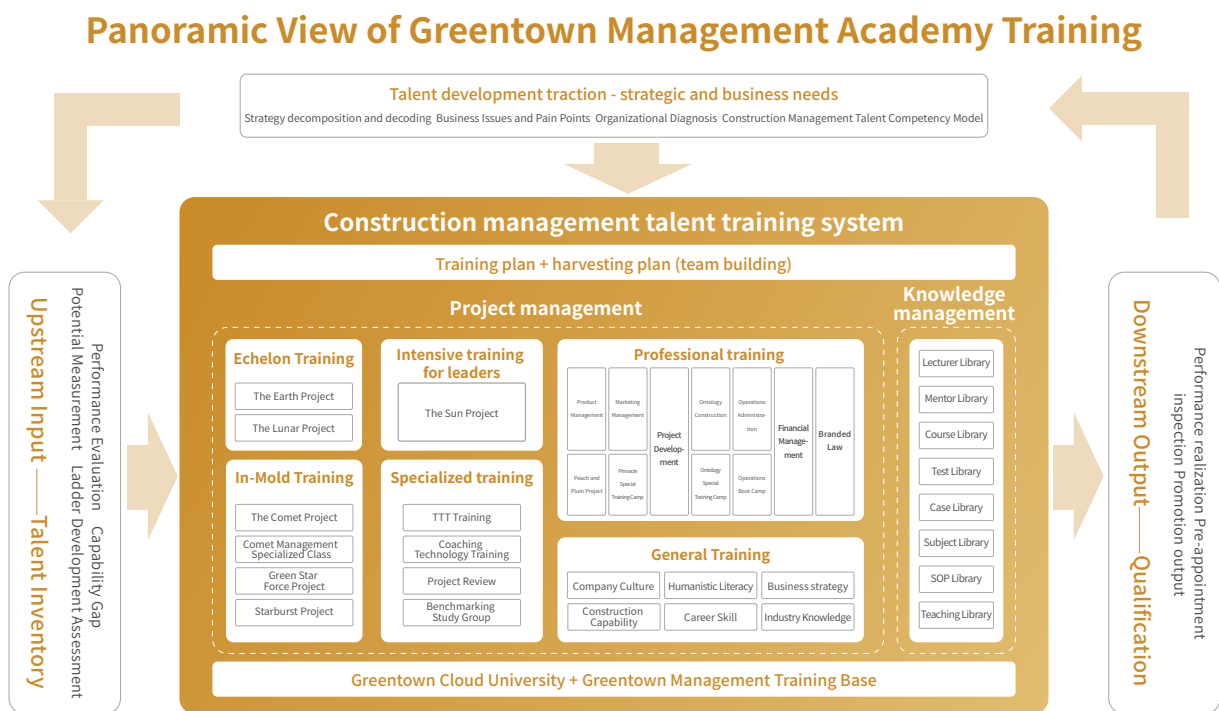 Panoramic View of Greentown Management Academy Training
Talent development traction - strategic and business needs
Strategy decomposition and decoding Business Issues and Pain Points Organizational Diagnosis Construction Management Talent Competency Model
Upstream Input——Talent Inventory
Performance Evaluation Capability Gap
Potential Measurement Ladder Development Assessment
Construction management talent training system
Training plan + harvesting plan (team building)
Project management
Echelon Training
The Earth Project
The Lunar Project
Intensive training
for leaders
The Sun Project
In-Mold Training
The Comet Project
Comet Management
Specialized Class
Green Star
Force Project
Starburst Project
Specialized training
TTT Training
Coaching
Technology Training
Project Review
Benchmarking
Study Group
Professional training
Product
Management
Peach and
Plum Project
Marketing
Management
Pinnade
Special
Training Camp
Project
Develop-
ment
Ontology
Construction
Ontology
Special
Training Camp
Operations
Administra-
tion
Operations
Boot Camp
Financial
Manage-
ment
Branded
Law
General Training
Company Culture
Humanistic Literacy
Business strategy
Construction
Capability
Career Skill
Industry Knowledge
Knowledge
management
Lecturer Library
Mentor Library
Course Library
Test Library
Case Library
Subject Library
SOP Library
Teaching Library
Greentown Cloud University + Greentown Management Training Base
Downstream Output——Qualification
Performance realization Pre-appointment
inspection Promotion output